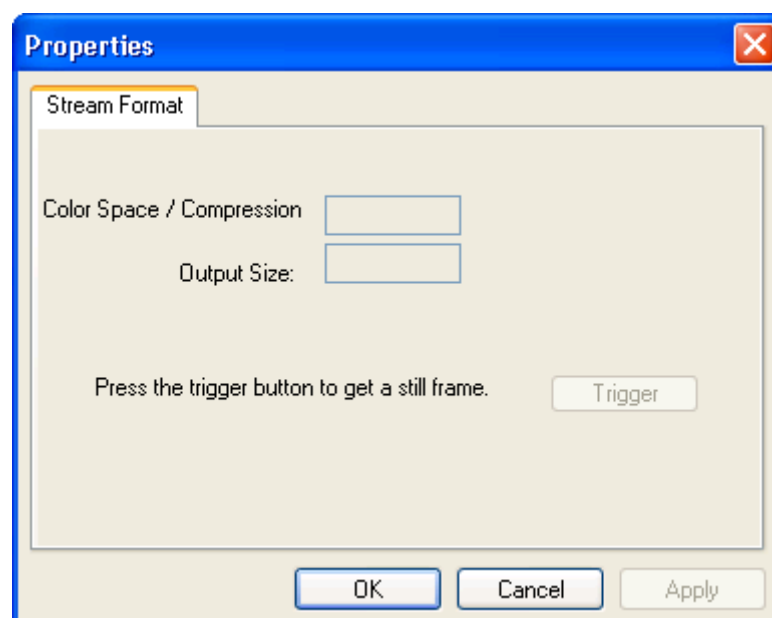 Properties
Stream Format
Color Space / Compression
Output Size:
Press the trigger button to get a still frame.
Trigger
OK
Cancel
Apply